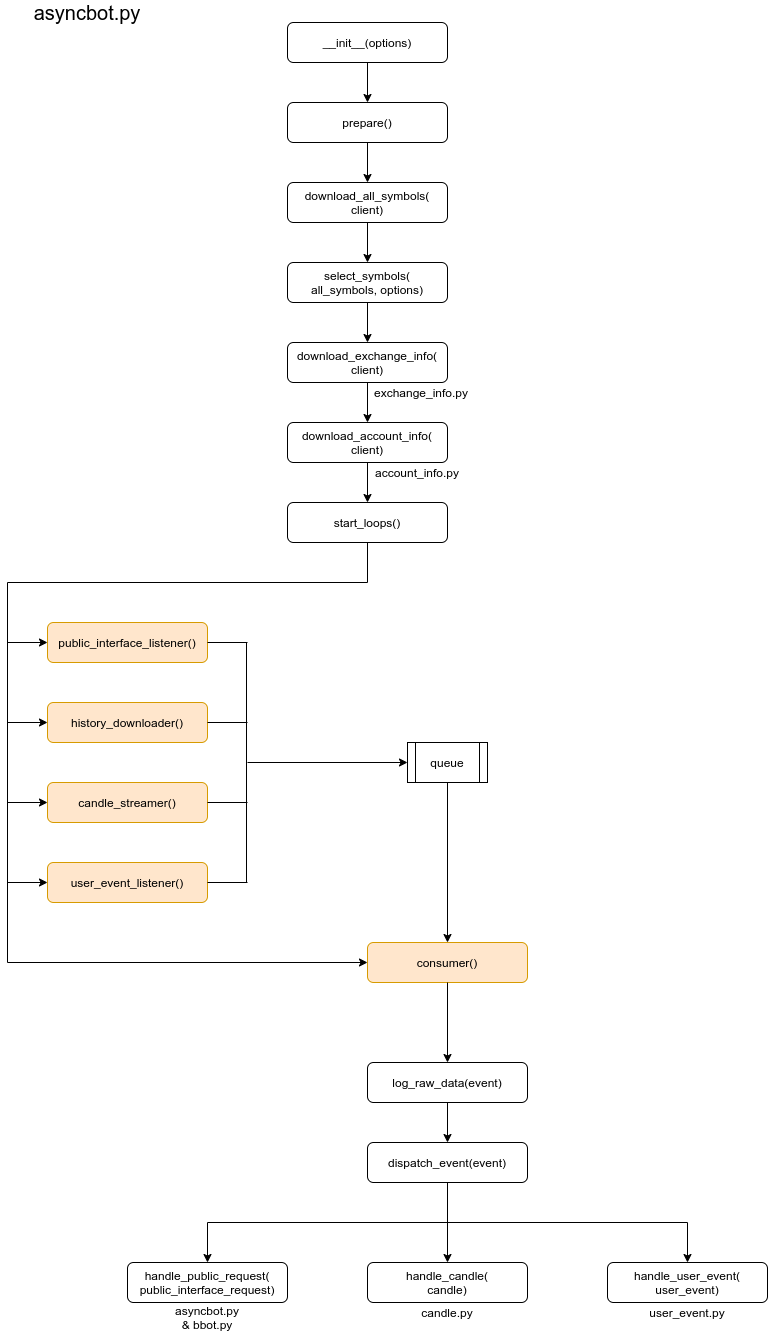 asyncbot.py
__init__(options)
prepare()
download_all_symbols(
client)
select_symbols(
all_symbols, options)
download_exchange_info(
client)
exchange_info.py
download_account_info(
client)
account_info.py
start_loops()
public_interface_listener()
history_downloader()
queue
candle_streamer()
user_event_listener()
consumer()
log_raw_data(event)
dispatch_event(event)
handle_public_request(
public_interface_request)
asyncbot.py
& bbot.py
handle_candle(
candle)
candle.py
handle_user_event(
user_event)
user_event.py